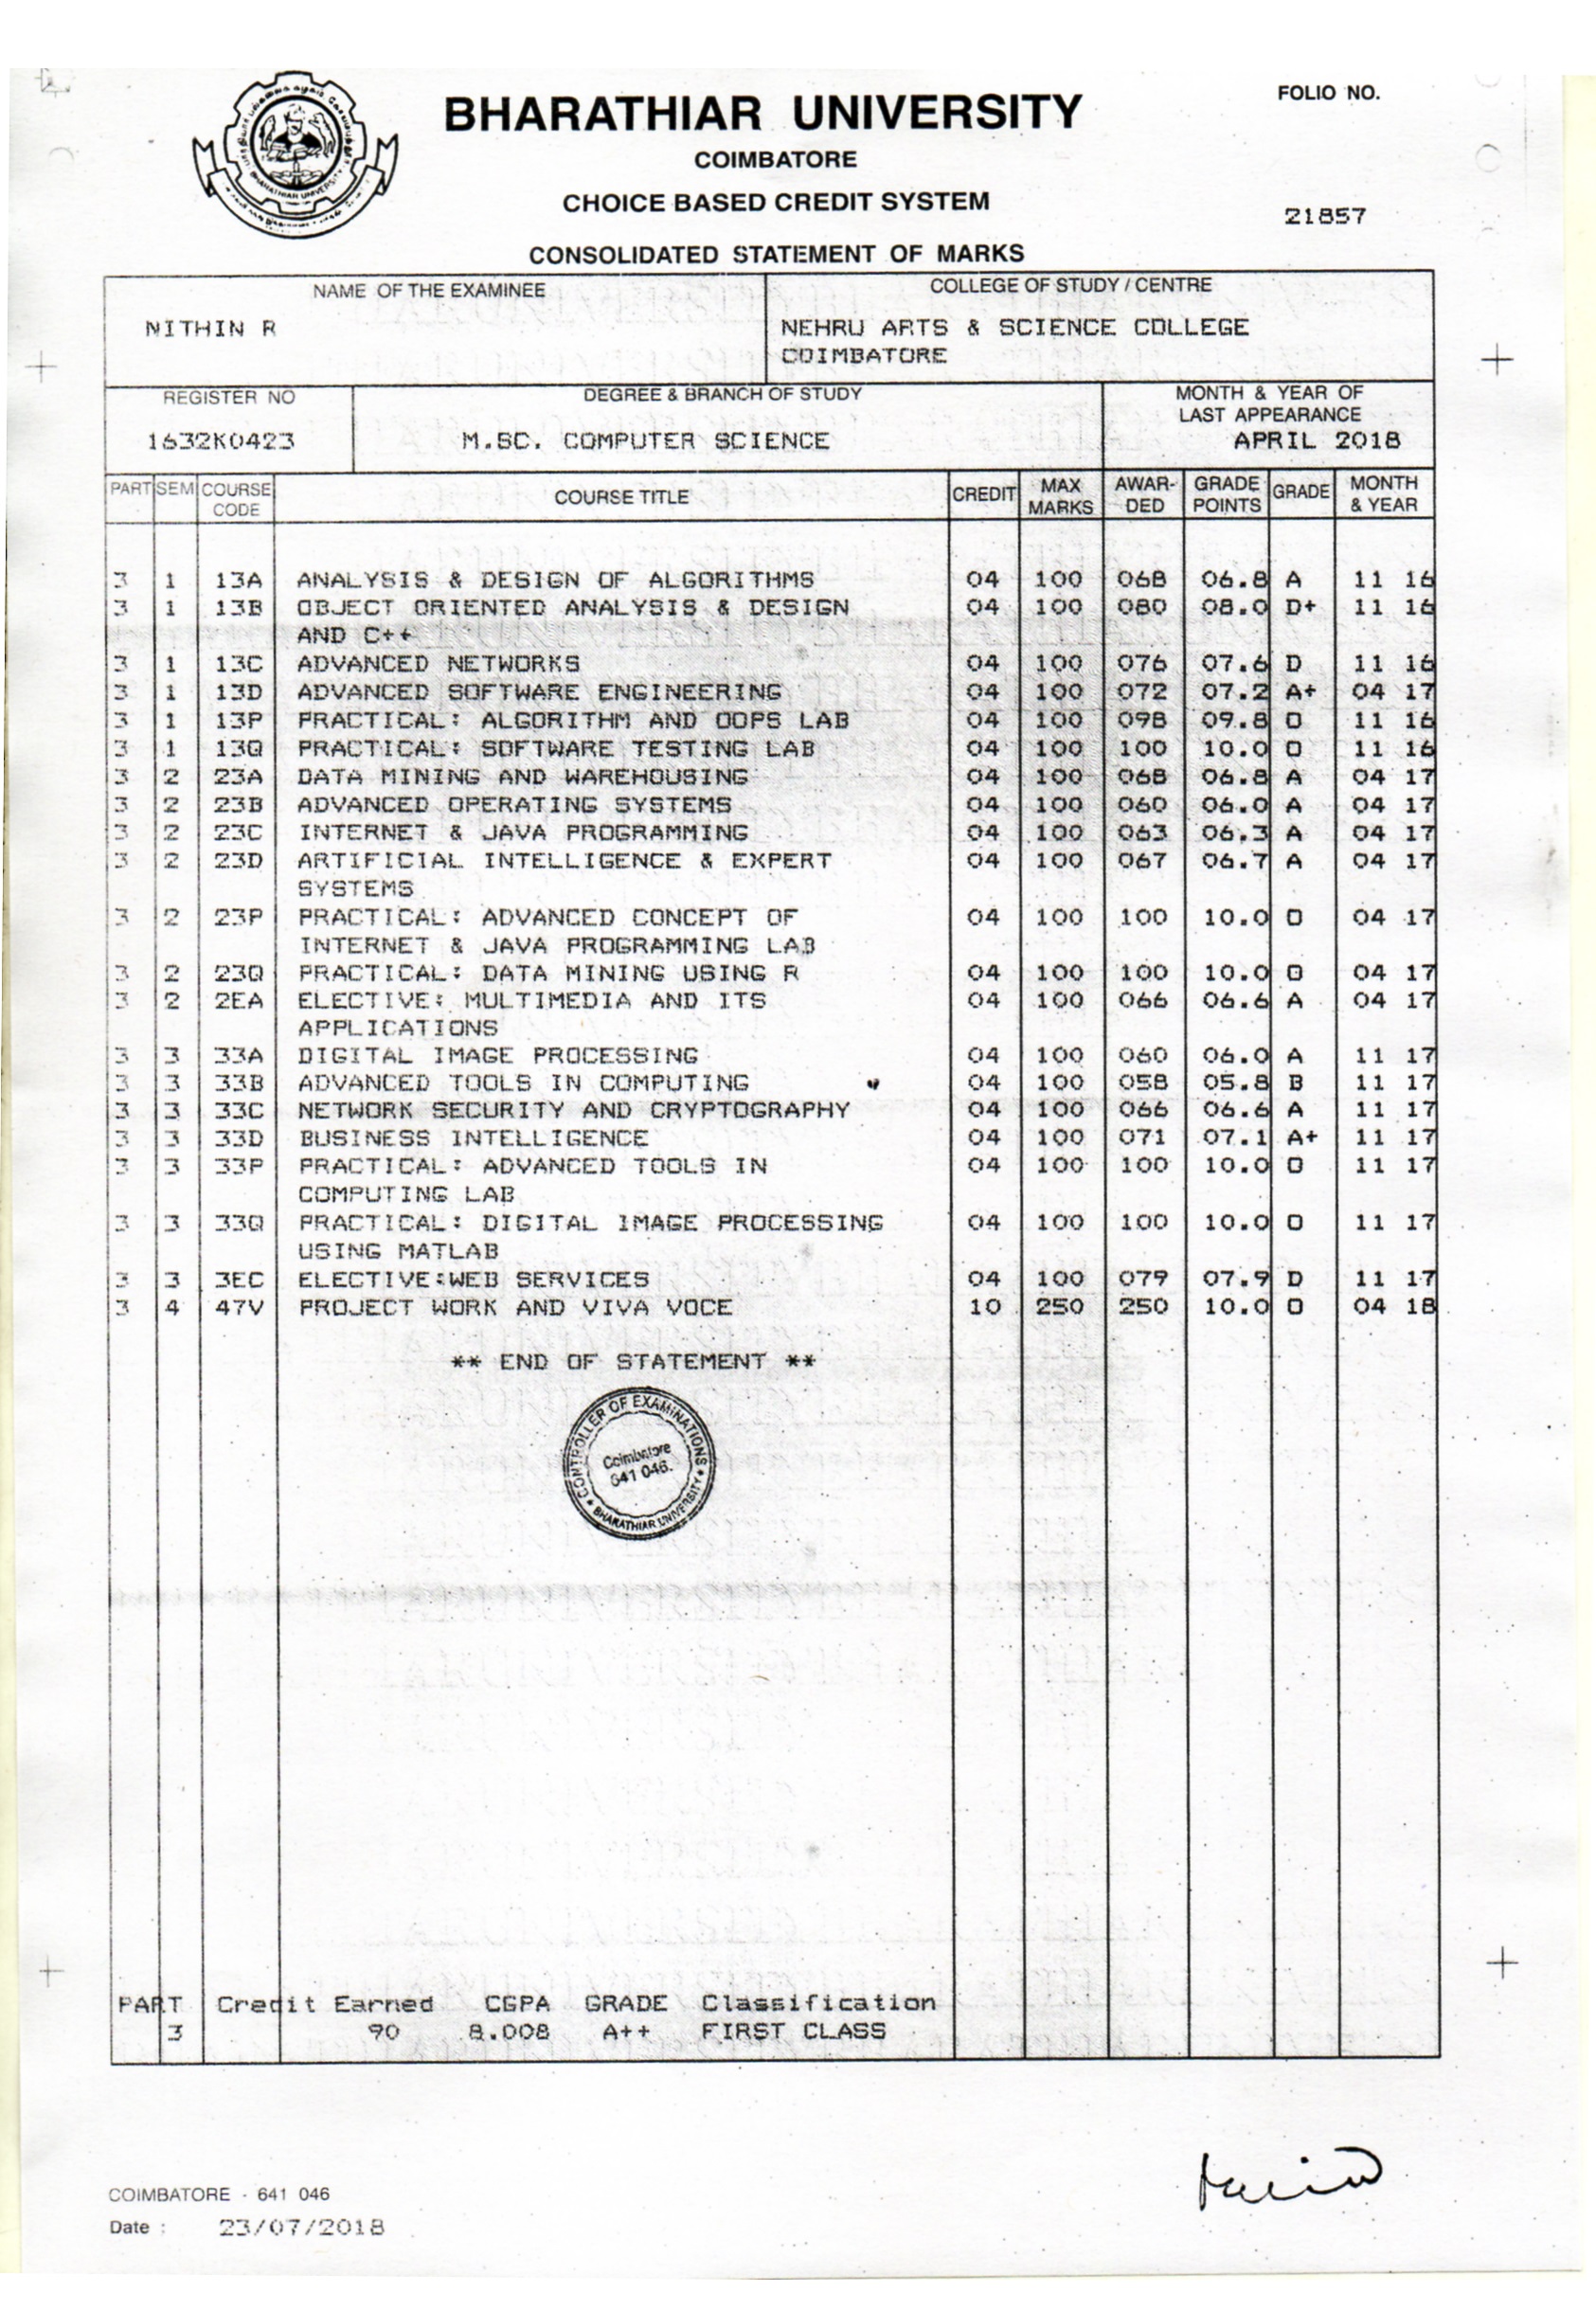 BHARATHIAR UNIVERSITY
FOLIO NO.
COIMBATORE
CHOICE BASED CREDIT SYSTEM
21857
CONSOLIDATED STATEMENT OF MARKS
NAME OF THE EXAMINEE
COLLEGE OF STUDY / CENTRE
NITHIN R
NEHRU ARTS & SCIENCE COLLEGE
COIMBATORE
REGISTER NO
DEGREE & BRANCH OF STUDY
MONTH & YEAR OF
LAST APPEARANCE
1632K0423
M.SC. COMPUTER SCIENCE
APRIL 2018
PART SEM COURSE CODE COURSE TITLE CREDIT MAX MARKS AWAR-DED GRADE POINTS GRADE MONTH & YEAR
3 1 13A ANALYSIS & DESIGN OF ALGORITHMS 04 100 068 06.8 A 11 16
3 1 13B OBJECT ORIENTED ANALYSIS & DESIGN 04 100 080 08.0 D+ 11 16
AND C++
3 1 13C ADVANCED NETWORKS 04 100 076 07.6 D 11 16
3 1 13D ADVANCED SOFTWARE ENGINEERING 04 100 072 07.2 A+ 04 17
3 1 13P PRACTICAL: ALGORITHM AND OOPS LAB 04 100 098 09.8 O 11 16
3 1 13Q PRACTICAL: SOFTWARE TESTING LAB 04 100 100 10.0 O 11 16
3 2 23A DATA MINING AND WAREHOUSING 04 100 068 06.8 A 04 17
3 2 23B ADVANCED OPERATING SYSTEMS 04 100 060 06.0 A 04 17
3 2 23C INTERNET & JAVA PROGRAMMING 04 100 063 06.3 A 04 17
3 2 23D ARTIFICIAL INTELLIGENCE & EXPERT 04 100 067 06.7 A 04 17
SYSTEMS
3 2 23P PRACTICAL: ADVANCED CONCEPT OF 04 100 100 10.0 O 04 17
INTERNET & JAVA PROGRAMMING LAB
3 2 23Q PRACTICAL: DATA MINING USING R 04 100 100 10.0 O 04 17
3 2 2EA ELECTIVE: MULTIMEDIA AND ITS 04 100 066 06.6 A 04 17
APPLICATIONS
3 3 33A DIGITAL IMAGE PROCESSING 04 100 060 06.0 A 11 17
3 3 33B ADVANCED TOOLS IN COMPUTING 04 100 058 05.8 B 11 17
3 3 33C NETWORK SECURITY AND CRYPTOGRAPHY 04 100 066 06.6 A 11 17
3 3 33D BUSINESS INTELLIGENCE 04 100 071 07.1 A+ 11 17
3 3 33P PRACTICAL: ADVANCED TOOLS IN 04 100 100 10.0 O 11 17
COMPUTING LAB
3 3 33Q PRACTICAL: DIGITAL IMAGE PROCESSING 04 100 100 10.0 O 11 17
USING MATLAB
3 3 3EC ELECTIVE:WEB SERVICES 04 100 079 07.9 D 11 17
3 4 47V PROJECT WORK AND VIVA VOCE 10 250 250 10.0 O 04 18
** END OF STATEMENT **
CONTROLLER OF EXAMINATIONS
Coimbatore
641 046.
BHARATHIAR UNIVERSITY
PART Credit Earned CGPA GRADE Classification
3 90 8.008 A++ FIRST CLASS
COIMBATORE - 641 046
Date : 23/07/2018